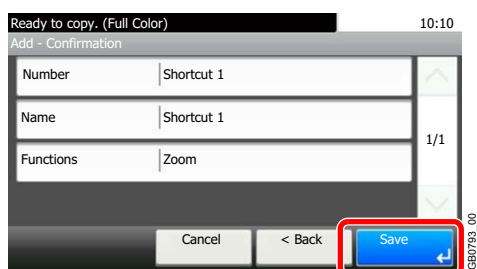 Ready to copy. (Full Color) 10:10
Add - Confirmation
Number Shortcut 1
Name Shortcut 1
1/1
Functions Zoom
Cancel < Back Save
GB0793_00